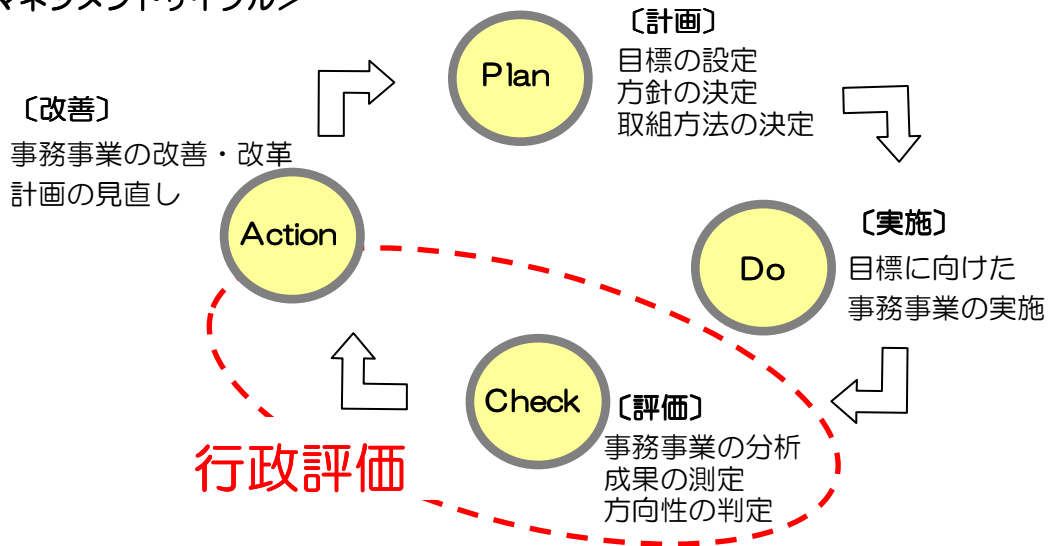 マネジメントサイクル＞
Plan
〔計画〕
目標の設定
方針の決定
取組方法の決定
〔改善〕
事務事業の改善・改革
計画の見直し
Action
Do
〔実施〕
目標に向けた
事務事業の実施
Check
〔評価〕
事務事業の分析
成果の測定
方向性の判定
行政評価